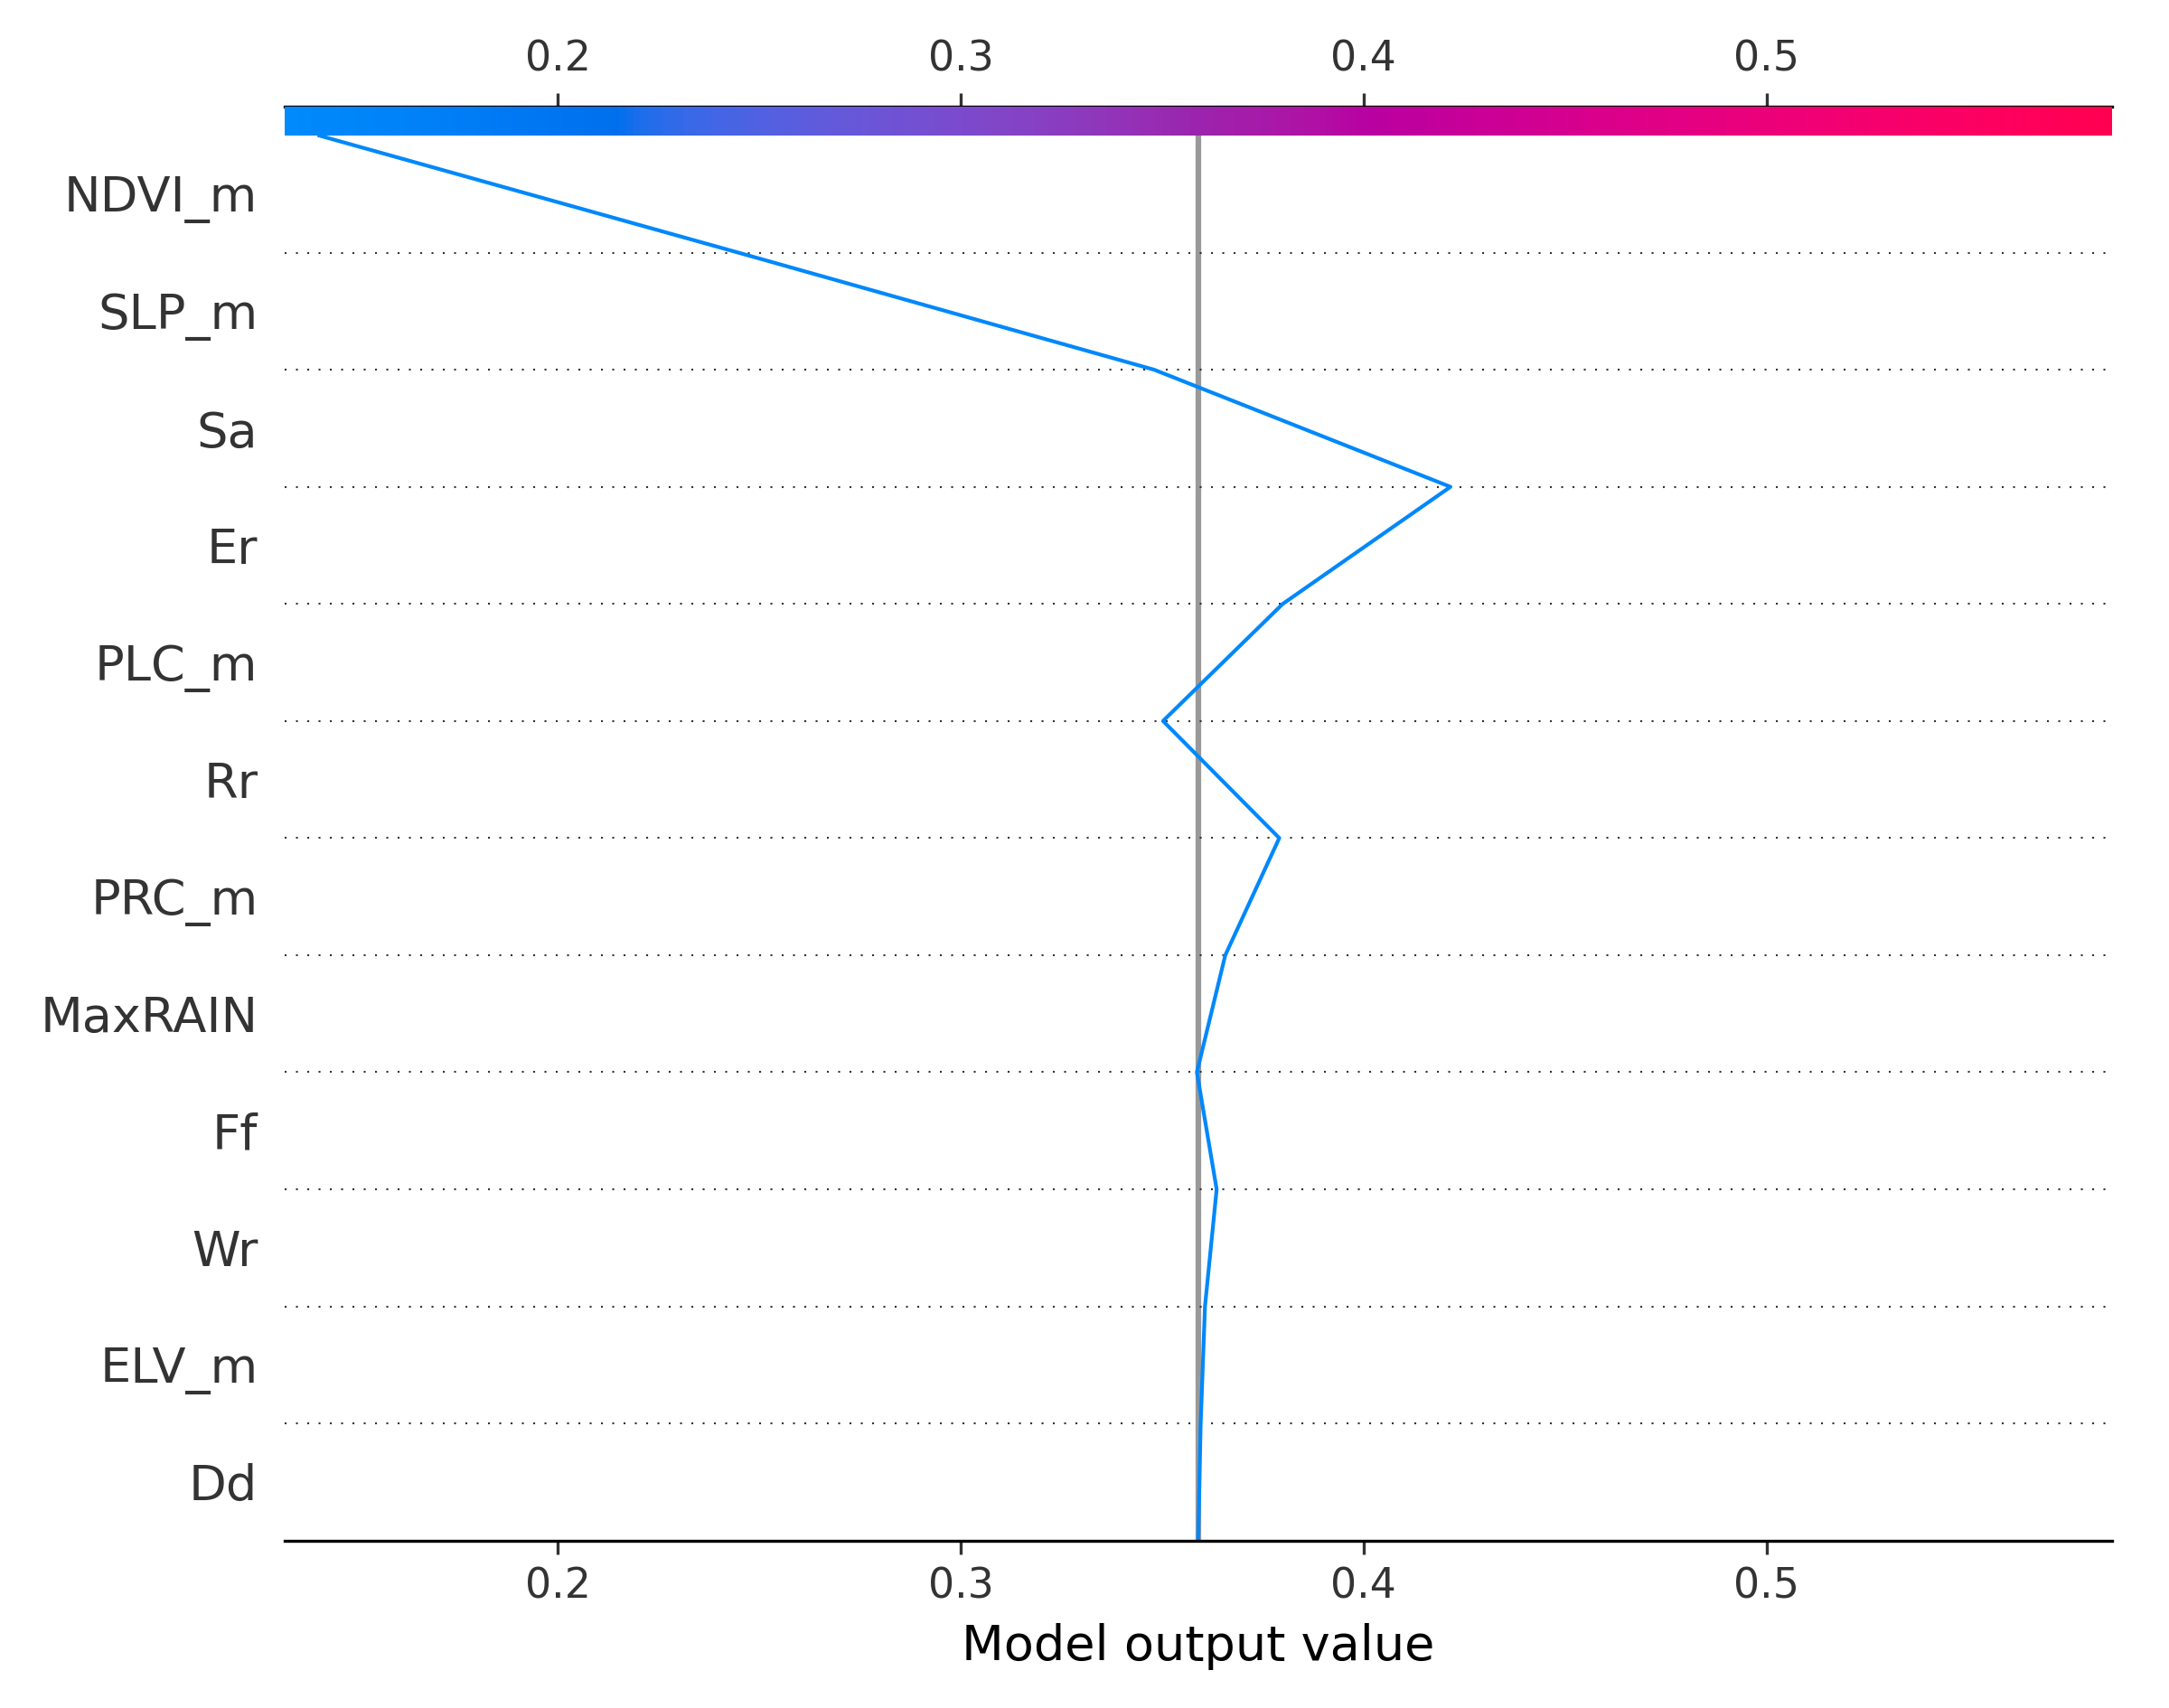 0.2 0.3 0.4 0.5
NDVI_m
SLP_m
Sa
Er
PLC_m
Rr
PRC_m
MaxRAIN
Ff
Wr
ELV_m
Dd
0.2 0.3 0.4 0.5
Model output value